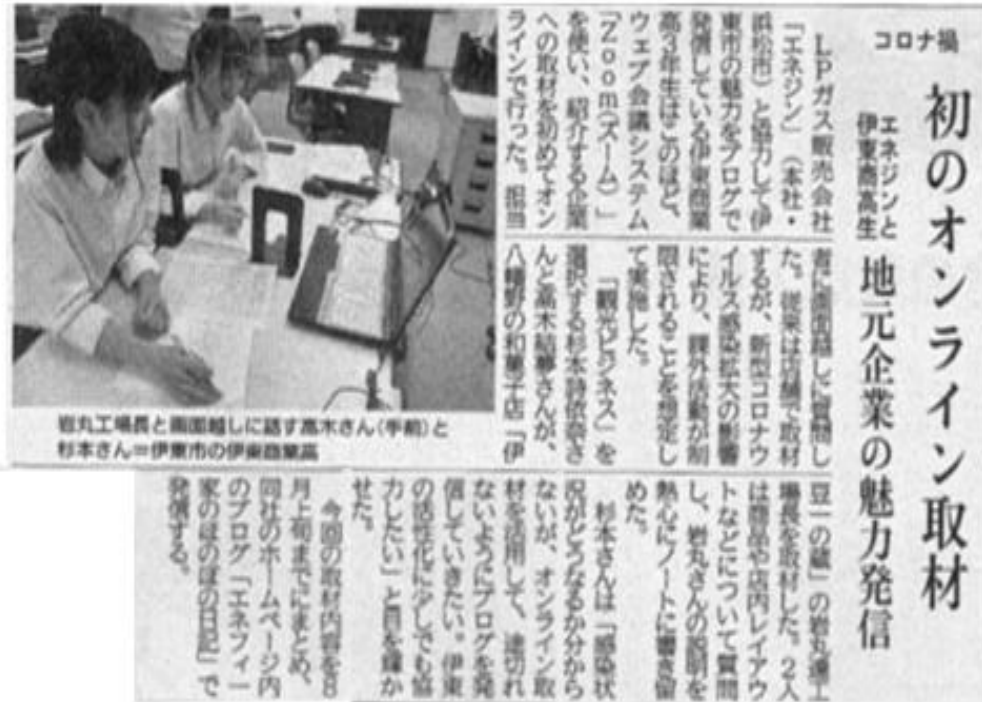 コロナ禍
初のオンライン取材
エネジンと
伊東商高生
地元企業の魅力発信
LPガス販売会社
「エネジン」（本社・
浜松市）と協力して伊
東市の魅力をブログで
発信している伊東商業
高３年生はこのほど、
ウェブ会議システム
「Zoom（ズーム）」
を使い、紹介する企業
への取材を初めてオン
ラインで行った。担当
者に画面越しに質問し
た。従来は店舗で取材
するが、新型コロナウ
イルス感染拡大の影響
により、課外活動が制
限されることを想定し
て実施した。
「観光ビジネス」を
選択する杉本詩依奈さ
んと高木結夢さんが、
八幡野の和菓子店「伊
豆一の蔵」の岩丸運工
場長を取材した。２人
は商品や店内レイアウ
トなどについて質問
し、岩丸さんの説明を
熱心にノートに書き留
めた。
杉本さんは「感染状
況がどうなるか分から
ないが、オンライン取
材を活用して、途切れ
ないようにブログを発
信していきたい。伊東
の活性化に少しでも協
力したい」と目を輝か
せた。
今回の取材内容を８
月上旬までにまとめ、
同社のホームページ内
のブログ「エネフィー
家のほのぼの日記」で
発信する。
岩丸工場長と画面越しに話す高木さん（手前）と
杉本さん＝伊東市の伊東商業高